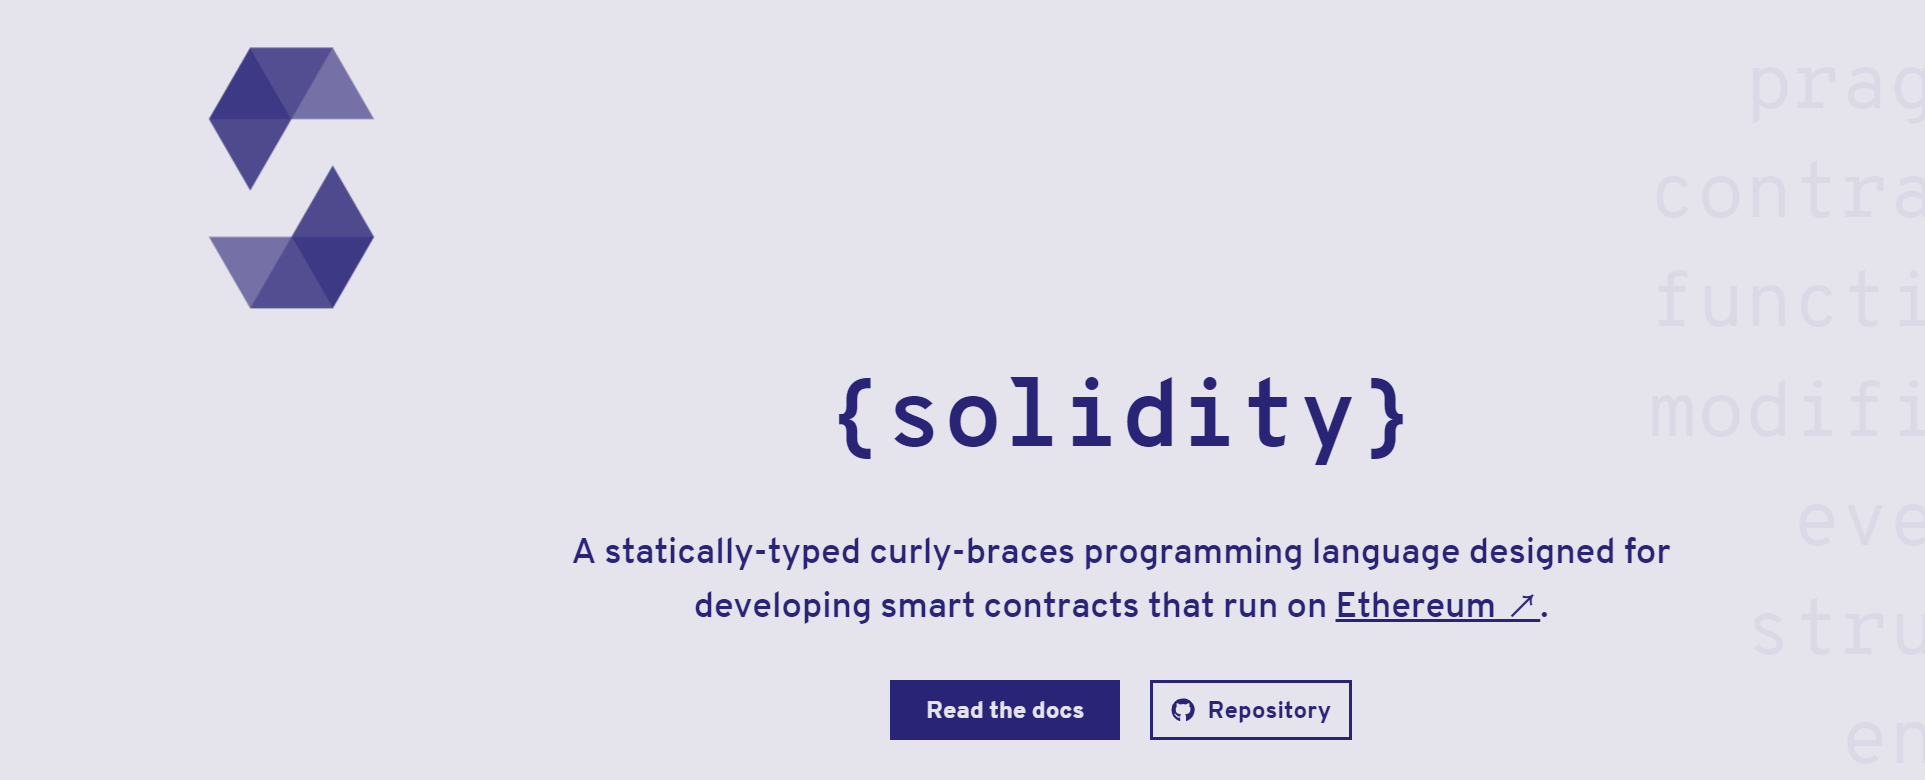 prag
contra
functi
modifi
{solidity}
eve
A statically-typed curly-braces programming language designed for
developing smart contracts that run on Ethereum ↗.
stru
Read the docs
Repository
en